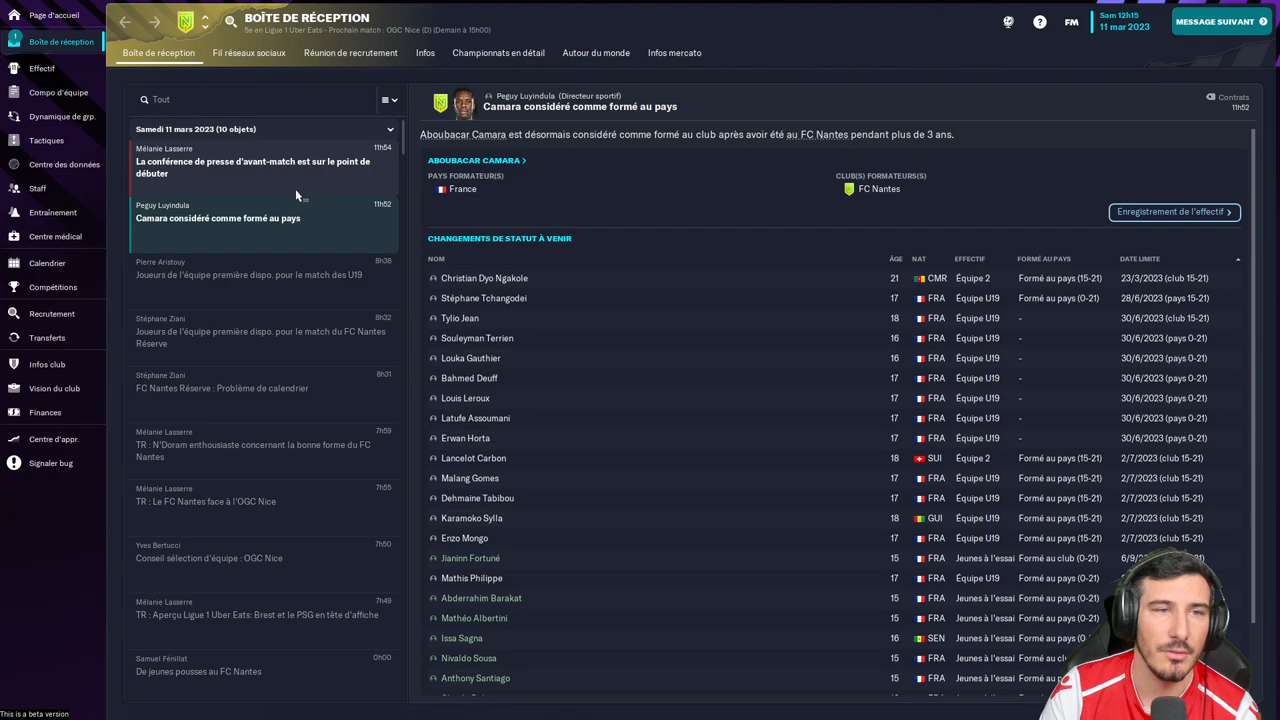 Page d'accueil
1
Boîte de réception
Effectif
Compo d'équipe
Dynamique de grp.
Tactiques
Centre des données
Staff
Entraînement
Centre médical
Calendrier
Compétitions
Recrutement
Transferts
Infos club
Vision du club
Finances
Centre d'appr.
Signaler bug
This is a beta version
BOÎTE DE RÉCEPTION
5e en Ligne 1 Uber Eats - Prochain match : OGC Nice (D) (Demain à 15h00)
FM
Sam 12h15
11 mar 2023
MESSAGE SUIVANT
Boîte de réception
Fil réseaux sociaux
Réunion de recrutement
Infos
Championnats en détail
Autour du monde
Infos mercato
Tout
Samedi 11 mars 2023 (10 objets)
Mélanie Lasserre 11h54
La conférence de presse d'avant-match est sur le point de
débuter
Peguy Luyindula 11h52
Camara considéré comme formé au pays
Pierre Aristouy 8h38
Joueurs de l'équipe première dispo. pour le match des U19
Stéphane Ziani 8h32
Joueurs de l'équipe première dispo. pour le match du FC Nantes
Réserve
Stéphane Ziani 8h31
FC Nantes Réserve : Problème de calendrier
Mélanie Lasserre 7h59
TR : N'Doram enthousiaste concernant la bonne forme du FC
Nantes
Mélanie Lasserre 7h55
TR : Le FC Nantes face à l'OGC Nice
Yves Bertucci 7h50
Conseil sélection d'équipe : OGC Nice
Mélanie Lasserre 7h49
TR : Aperçu Ligue 1 Uber Eats: Brest et le PSG en tête d'affiche
Samuel Fénillat 0h00
De jeunes pousses au FC Nantes
Peguy Luyindula (Directeur sportif)
Camara considéré comme formé au pays
Contrats
11h52
Aboubacar Camara est désormais considéré comme formé au club après avoir été au FC Nantes pendant plus de 3 ans.
ABOUBACAR CAMARA
PAYS FORMATEUR(S) CLUB(S) FORMATEURS(S)
France FC Nantes
Enregistrement de l'effectif
CHANGEMENTS DE STATUT À VENIR
NOM ÂGE NAT EFFECTIF FORMÉ AU PAYS DATE LIMITE
Christian Dyo Ngakole 21 CMR Équipe 2 Formé au pays (15-21) 23/3/2023 (club 15-21)
Stéphane Tchangodei 17 FRA Équipe U19 Formé au pays (0-21) 28/6/2023 (pays 15-21)
Tylio Jean 18 FRA Équipe U19 - 30/6/2023 (club 15-21)
Souleyman Terrien 16 FRA Équipe U19 - 30/6/2023 (pays 0-21)
Louka Gauthier 16 FRA Équipe U19 - 30/6/2023 (pays 0-21)
Bahmed Deuff 17 FRA Équipe U19 - 30/6/2023 (pays 0-21)
Louis Leroux 17 FRA Équipe U19 - 30/6/2023 (pays 0-21)
Latufe Assoumani 17 FRA Équipe U19 - 30/6/2023 (pays 0-21)
Erwan Horta 17 FRA Équipe U19 - 30/6/2023 (pays 0-21)
Lancelot Carbon 18 SUI Équipe 2 Formé au pays (15-21) 2/7/2023 (club 15-21)
Malang Gomes 17 FRA Équipe U19 Formé au pays (15-21) 2/7/2023 (club 15-21)
Dehmaine Tabibou 17 FRA Équipe U19 Formé au pays (15-21) 2/7/2023 (club 15-21)
Karamoko Sylla 18 GUI Équipe U19 Formé au pays (15-21) 2/7/2023 (club 15-21)
Enzo Mongo 17 FRA Équipe U19 Formé au pays (15-21) 2/7/2023 (club 15-21)
Jianinn Fortuné 15 FRA Jeunes à l'essai Formé au club (0-21)
Mathis Philippe 17 FRA Équipe U19 Formé au pays (0-21)
Abderrahim Barakat 15 FRA Jeunes à l'essai Formé au pays (0-21)
Mathéo Albertini 15 FRA Jeunes à l'essai Formé au pays
Issa Sagna 16 SEN Jeunes à l'essai Formé au pays
Nivaldo Sousa 15 FRA Jeunes à l'essai Formé au
Anthony Santiago 15 FRA Jeunes à l'essai Formé au pays